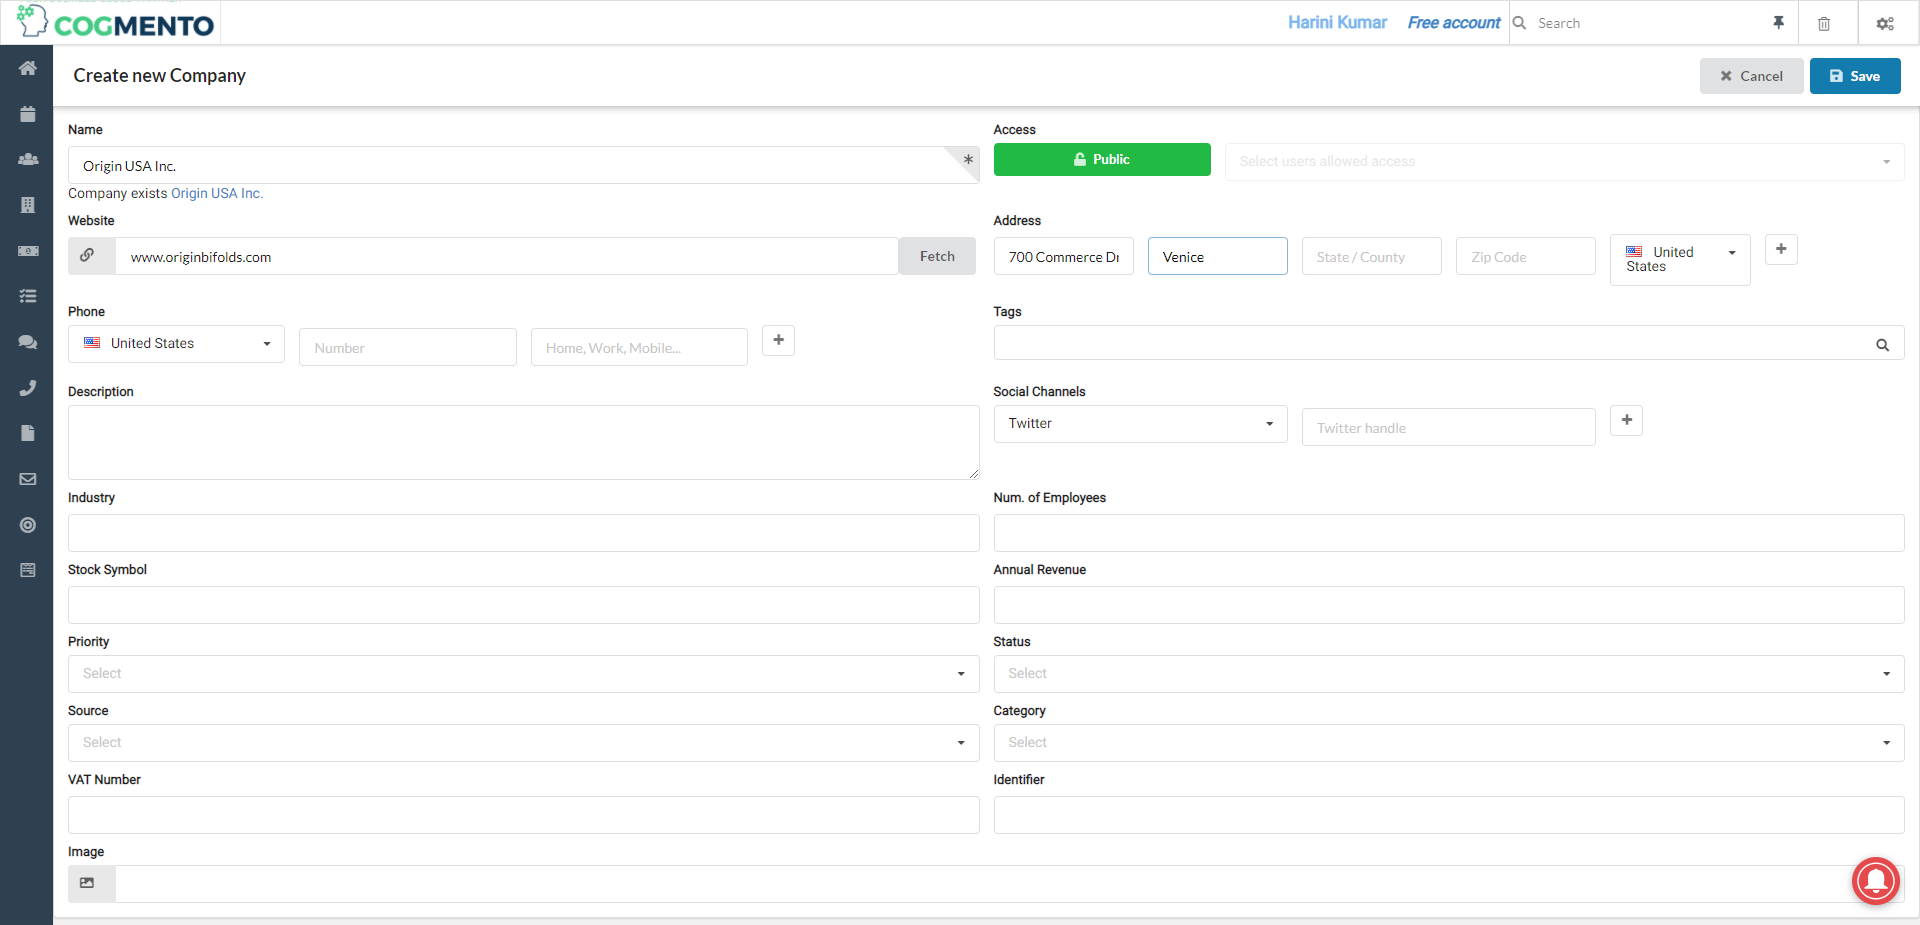 COGMENTO
Harini Kumar
Free account
Search
Create new Company
Cancel
Save
Name
Access
Origin USA Inc.
*
Public
Select users allowed access
Company exists Origin USA Inc.
Website
Address
www.originbifolds.com
Fetch
700 Commerce Dr
Venice
State / County
Zip Code
United
States
Phone
Tags
United States
Number
Home, Work, Mobile...
Description
Social Channels
Twitter
Twitter handle
Industry
Num. of Employees
Stock Symbol
Annual Revenue
Priority
Status
Select
Select
Source
Category
Select
Select
VAT Number
Identifier
Image